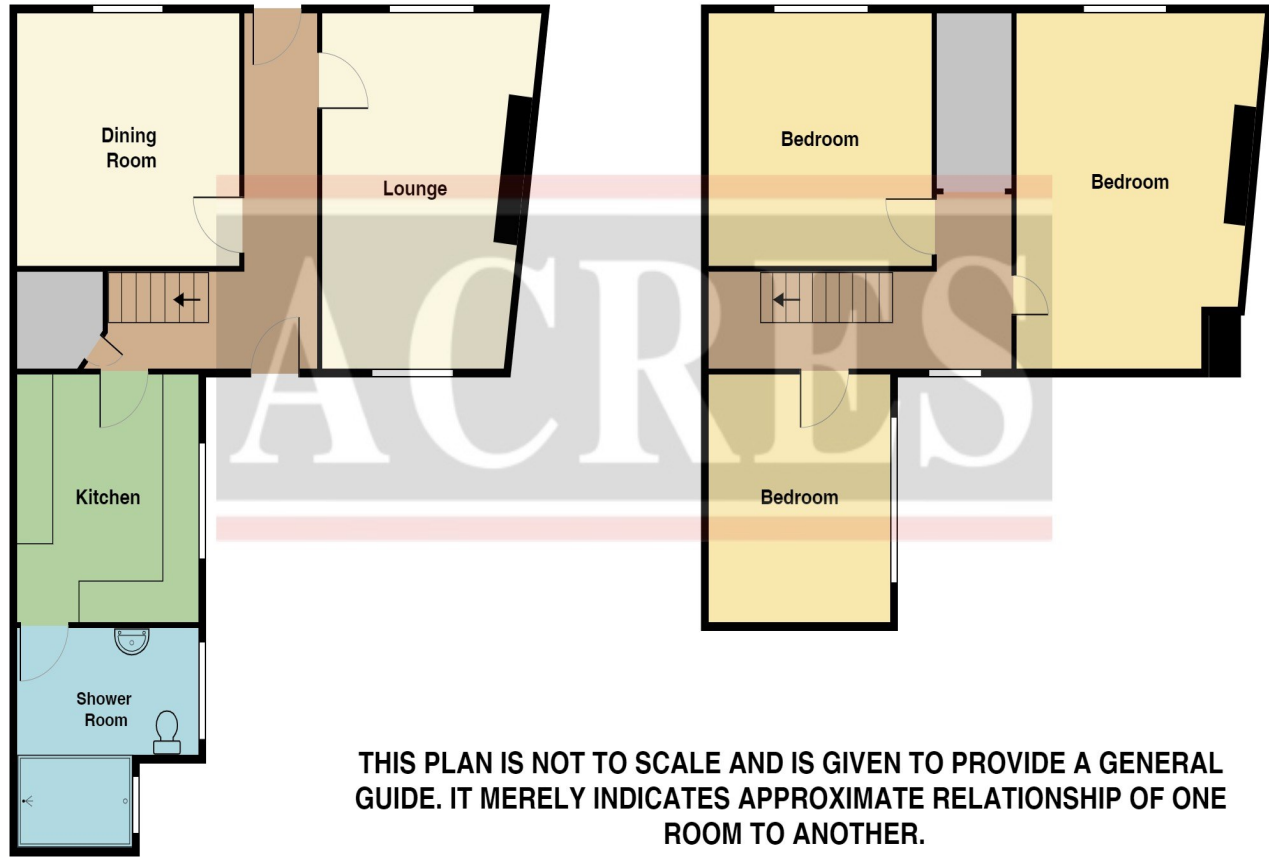 Dining
Room
Lounge
Bedroom
Bedroom
ACRES
Kitchen
Bedroom
Shower
Room
THIS PLAN IS NOT TO SCALE AND IS GIVEN TO PROVIDE A GENERAL
GUIDE. IT MERELY INDICATES APPROXIMATE RELATIONSHIP OF ONE
ROOM TO ANOTHER.